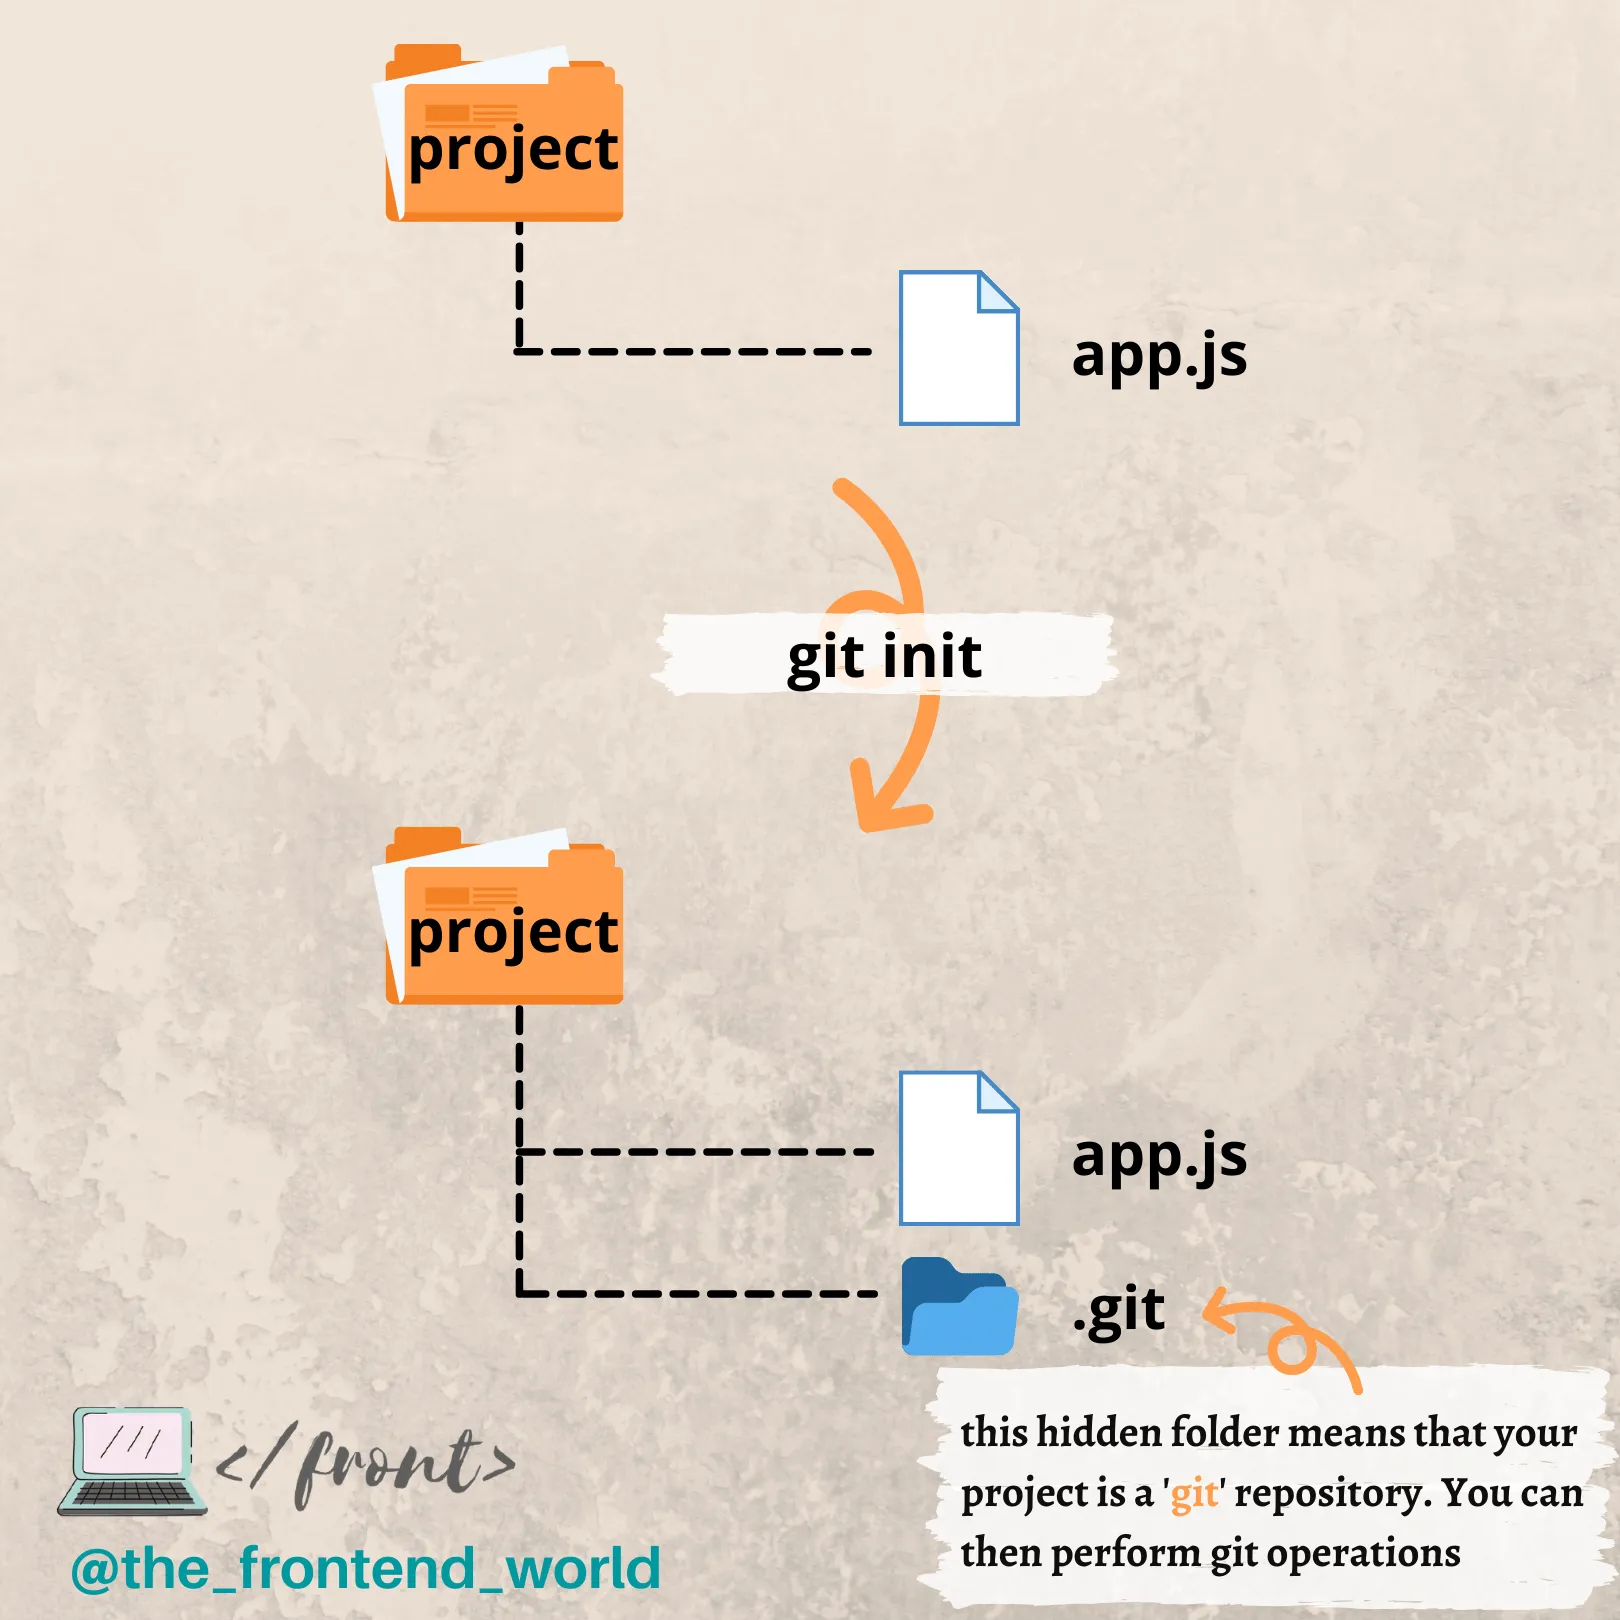 project
app.js
git init
project
app.js
.git
this hidden folder means that your
project is a 'git' repository. You can
then perform git operations
</front>
@the_frontend_world